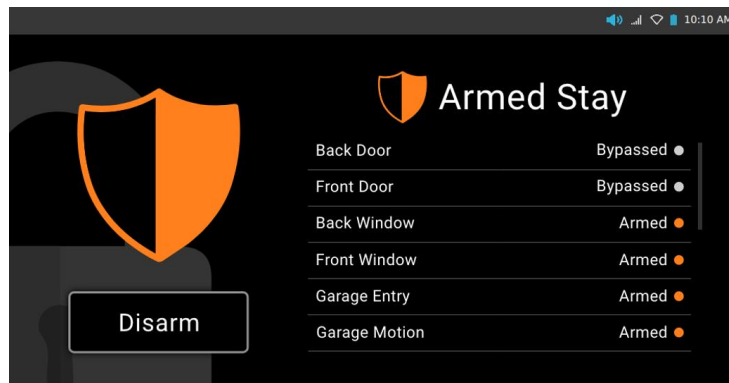 10:10 AM
Armed Stay
Back Door Bypassed
Front Door Bypassed
Back Window Armed
Front Window Armed
Garage Entry Armed
Garage Motion Armed
Disarm